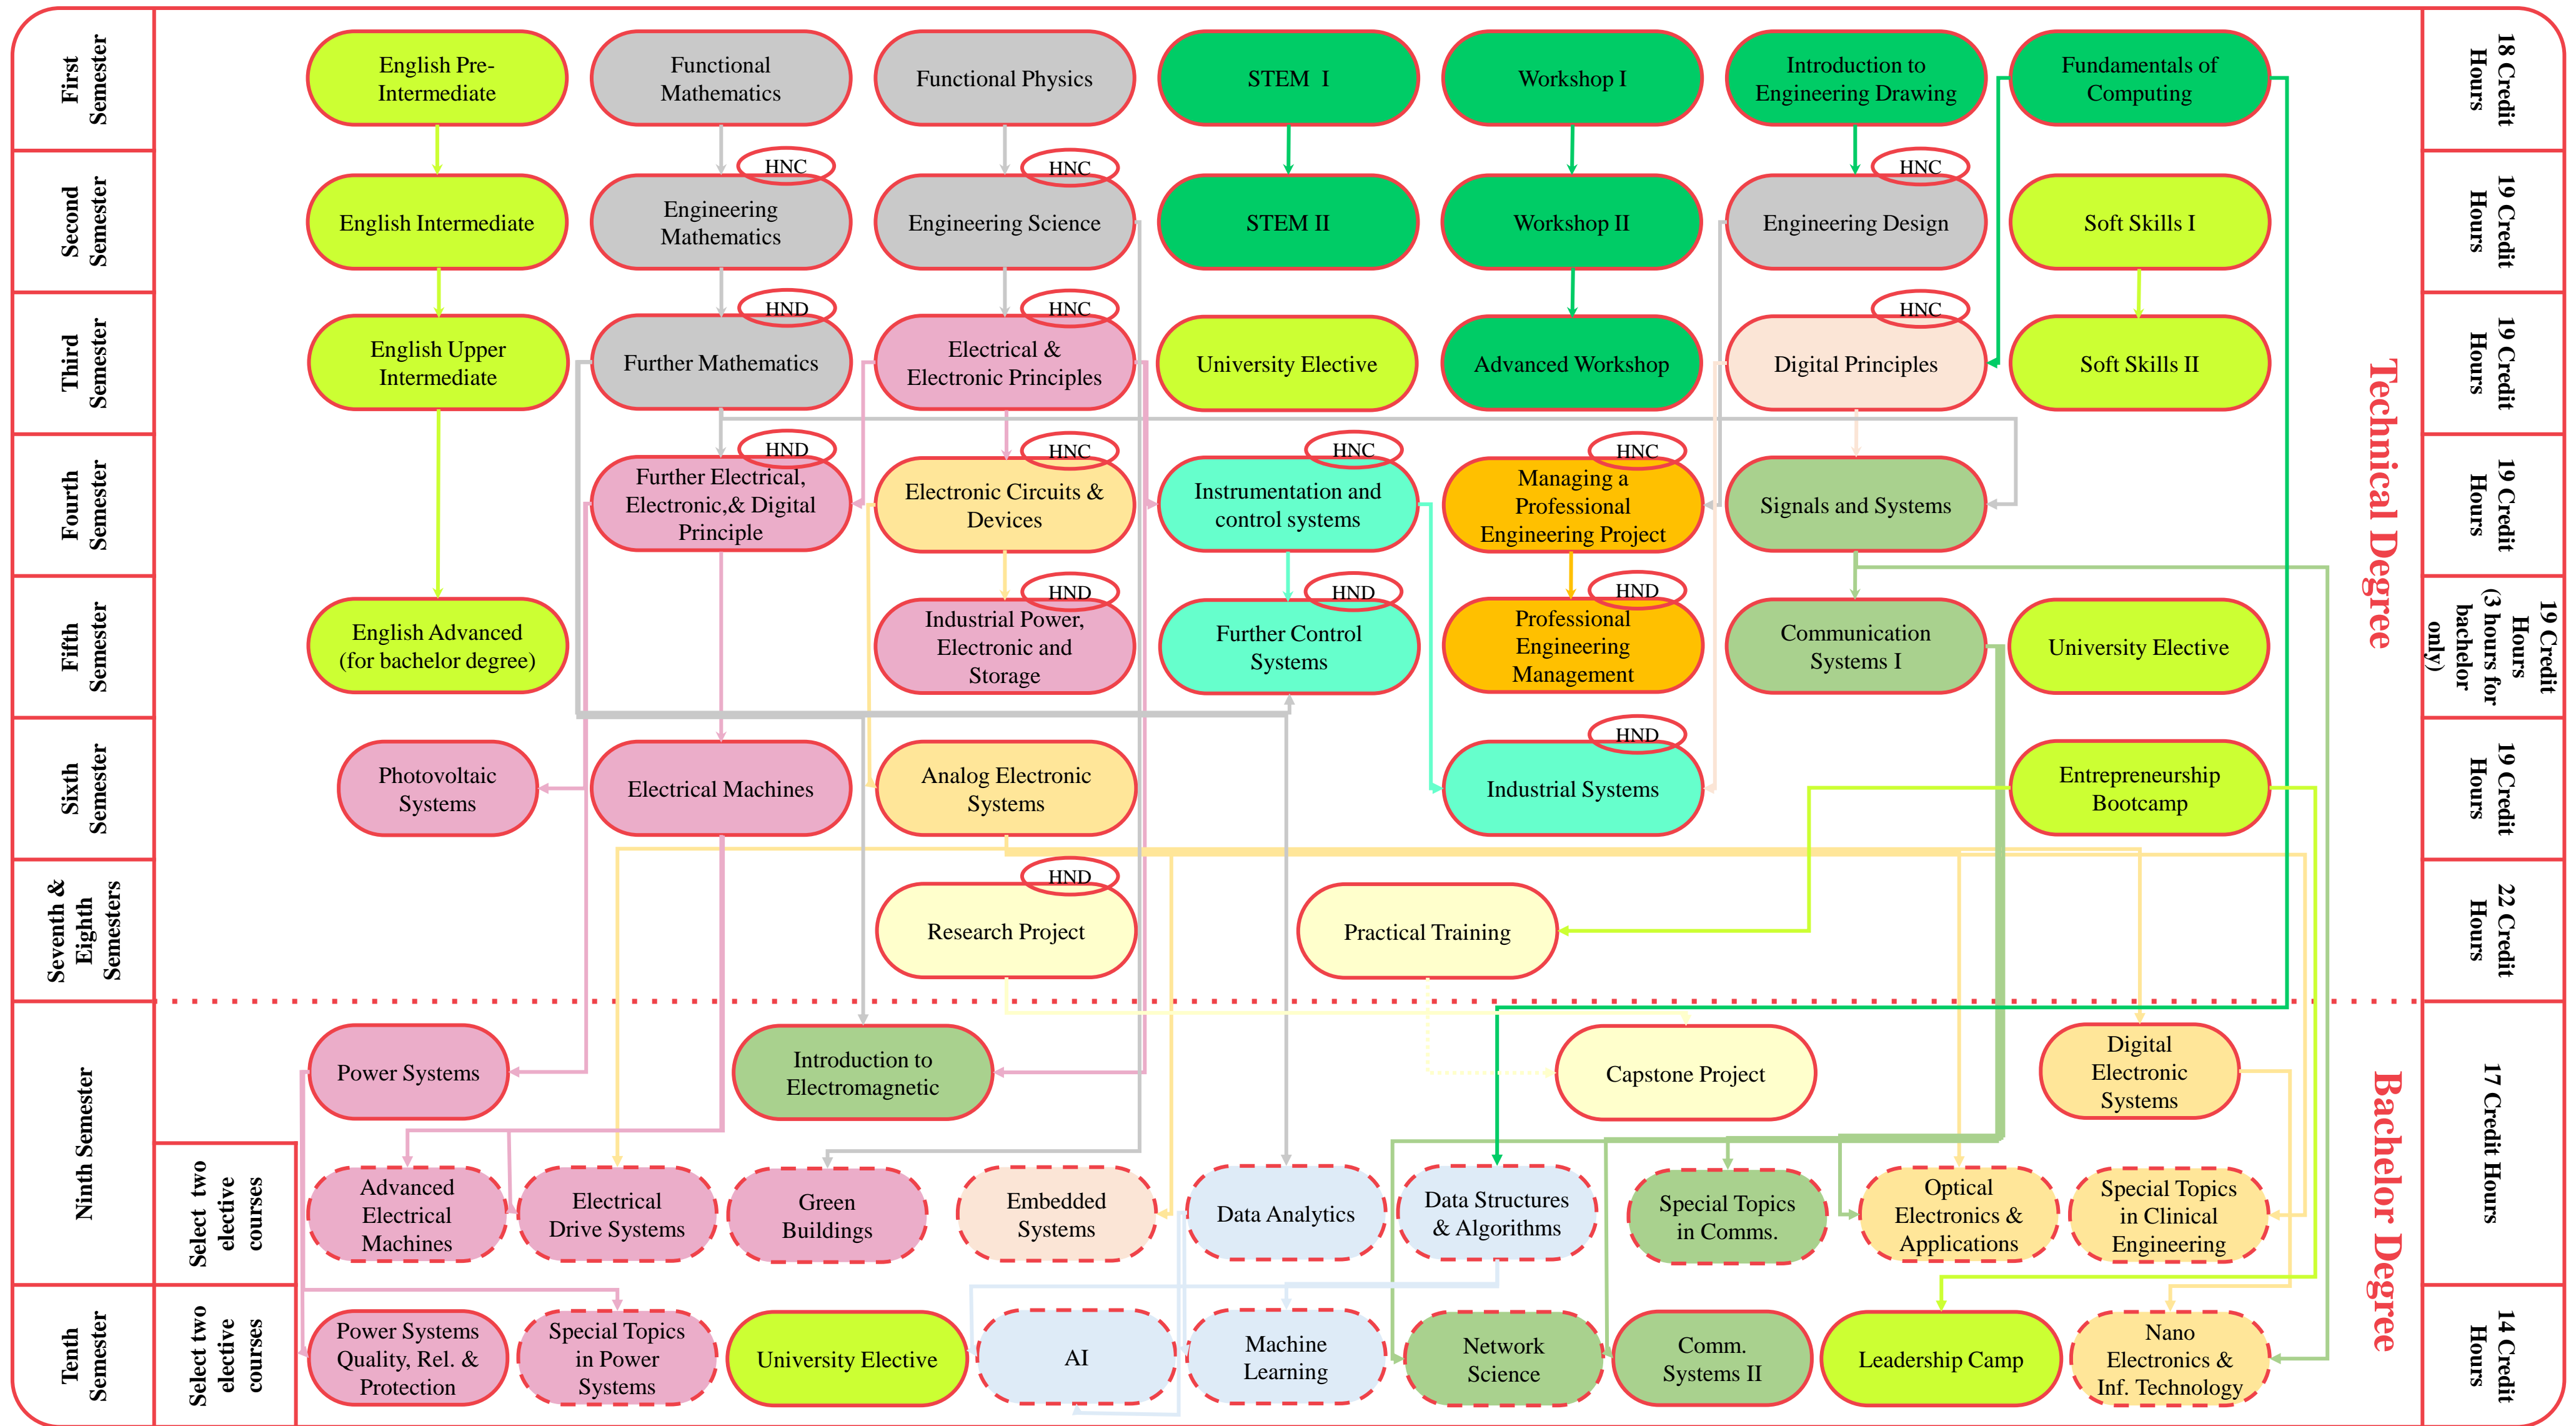 First
Semester
English Pre-
Intermediate
Functional
Mathematics
Functional Physics
STEM I
Workshop I
Introduction to
Engineering Drawing
Fundamentals of
Computing
18 Credit
Hours
Second
Semester
English Intermediate
HNC
Engineering
Mathematics
HNC
Engineering Science
STEM II
Workshop II
HNC
Engineering Design
Soft Skills I
19 Credit
Hours
Third
Semester
English Upper
Intermediate
HND
Further Mathematics
HNC
Electrical &
Electronic Principles
University Elective
Advanced Workshop
HNC
Digital Principles
Soft Skills II
19 Credit
Hours
Technical Degree
Fourth
Semester
HND
Further Electrical,
Electronic,& Digital
Principle
HNC
Electronic Circuits &
Devices
HNC
Instrumentation and
control systems
HNC
Managing a
Professional
Engineering Project
Signals and Systems
19 Credit
Hours
Fifth
Semester
English Advanced
(for bachelor degree)
HND
Industrial Power,
Electronic and
Storage
HND
Further Control
Systems
HND
Professional
Engineering
Management
Communication
Systems I
University Elective
19 Credit
Hours
(3 hours for
bachelor
only)
Sixth
Semester
Photovoltaic
Systems
Electrical Machines
Analog Electronic
Systems
HND
Industrial Systems
Entrepreneurship
Bootcamp
19 Credit
Hours
Seventh &
Eighth
Semesters
HND
Research Project
Practical Training
22 Credit
Hours
Ninth Semester
Power Systems
Introduction to
Electromagnetic
Capstone Project
Digital
Electronic
Systems
17 Credit Hours
Bachelor Degree
Select two
elective
courses
Advanced
Electrical
Machines
Electrical
Drive Systems
Green
Buildings
Embedded
Systems
Data Analytics
Data Structures
& Algorithms
Special Topics
in Comms.
Optical
Electronics &
Applications
Special Topics
in Clinical
Engineering
Tenth
Semester
Select two
elective
courses
Power Systems
Quality, Rel. &
Protection
Special Topics
in Power
Systems
University Elective
AI
Machine
Learning
Network
Science
Comm.
Systems II
Leadership Camp
Nano
Electronics &
Inf. Technology
14 Credit
Hours